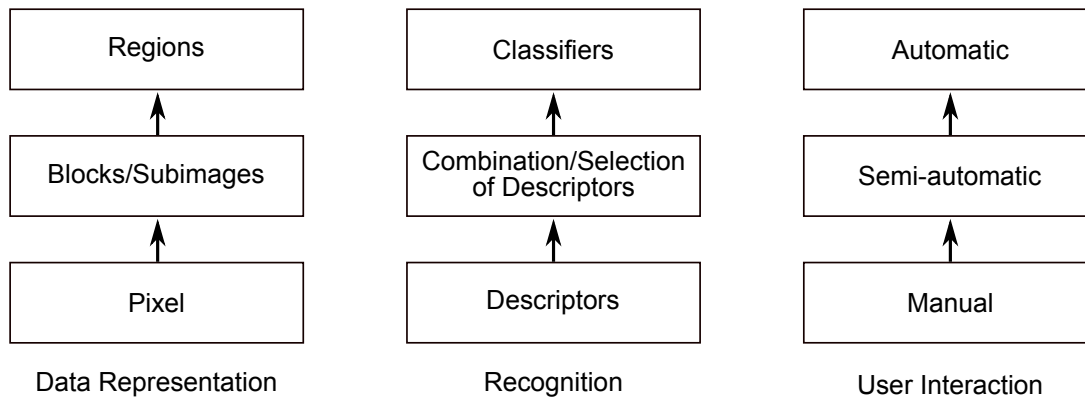 Regions
Classifiers
Automatic
Blocks/Subimages
Combination/Selection
of Descriptors
Semi-automatic
Pixel
Descriptors
Manual
Data Representation
Recognition
User Interaction